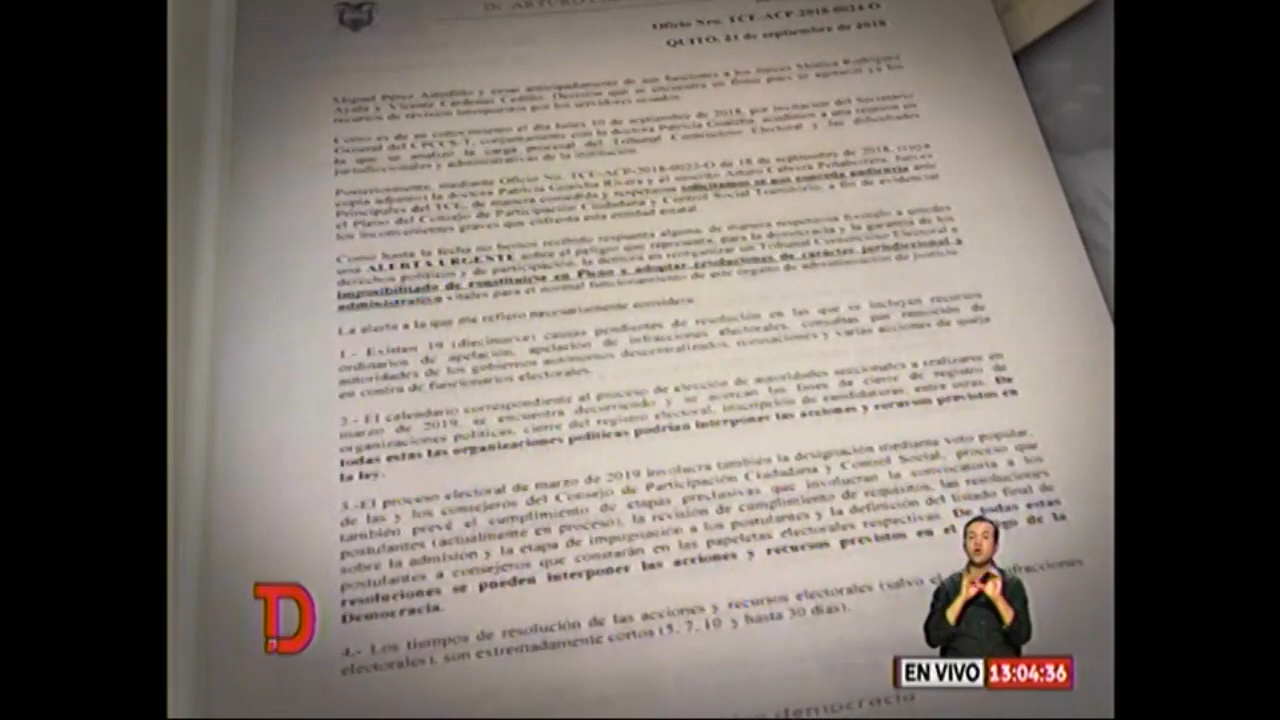 Dr. ARTURO
Oficio Nro. TCE-ACP-2018-0024-O
QUITO, 21 de septiembre de 2018
Miguel Pérez Astudillo y cesar anticipadamente de sus funciones a los Jueces Mónica Rodríguez
Ayala y Vicente Cárdenas Cedillo. Decisión que se encuentra en firme pues se agotaron ya los
recursos de revisión interpuestos por los servidores cesados.
Como es de su conocimiento el día lunes 10 de septiembre de 2018, por invitación del Secretario
General del CPCCS-T, conjuntamente con la doctora Patricia Guaicha, acudimos a una reunión en
la que se analizó la carga procesal del Tribunal Contencioso Electoral y las dificultades
jurisdiccionales y administrativas de la institución.
Posteriormente, mediante Oficio No. TCE-ACP-2018-0023-O de 18 de septiembre de 2018, cuya
copia adjunto, la doctora Patricia Guaicha Rivera y el suscrito Arturo Cabrera Peñaherrera, Jueces
Principales del TCE, de manera comedida y respetuosa solicitamos se nos conceda audiencia ante
el Pleno del Consejo de Participación Ciudadana y Control Social Transitorio, a fin de evidenciar
los inconvenientes graves que enfrenta esta entidad estatal.
Como hasta la fecha no hemos recibido respuesta alguna, de manera respetuosa formulo a ustedes
una ALERTA URGENTE sobre el peligro que representa, para la democracia y la garantía de los
derechos políticos y de participación, la demora en reorganizar un Tribunal Contencioso Electoral
imposibilitado de constituirse en Pleno y adoptar resoluciones de carácter jurisdiccional y
administrativo vitales para el normal funcionamiento de este órgano de administración de justicia.
La alerta a la que me refiero necesariamente considera:
1.- Existen 19 (diecinueve) causas pendientes de resolución en las que se incluyen recursos
ordinarios de apelación, apelación de infracciones electorales, consultas por remoción de
autoridades de los gobiernos autónomos descentralizados, excusaciones y varias acciones de queja
en contra de funcionarios electorales.
2.- El calendario correspondiente al proceso de elección de autoridades seccionales a realizarse en
marzo de 2019, se encuentra decurriendo y se acercan las fases de cierre de registro de
organizaciones políticas, cierre del registro electoral, inscripción de candidaturas, entre otras. De
todas estas las organizaciones políticas podrían interponer las acciones y recursos previstos en
la ley.
3.-El proceso electoral de marzo de 2019 involucra también la designación mediante voto popular,
de las y los consejeros del Consejo de Participación Ciudadana y Control Social, proceso que
también prevé el cumplimiento de etapas preclusivas que involucran la convocatoria a los
postulantes (actualmente en proceso), la revisión de cumplimiento de requisitos, las resoluciones
sobre la admisión y la etapa de impugnación a los postulantes y la definición del listado final de
postulantes a consejeros que constarán en las papeletas electorales respectivas. De todas estas
resoluciones se pueden interponer las acciones y recursos previstos en el de la
Democracia.
4.- Los tiempos de resolución de las acciones y recursos electorales (salvo el infracciones
electorales), son extremadamente cortos (5, 7, 10 y hasta 30 días).
democracia
D
EN VIVO 13:04:36